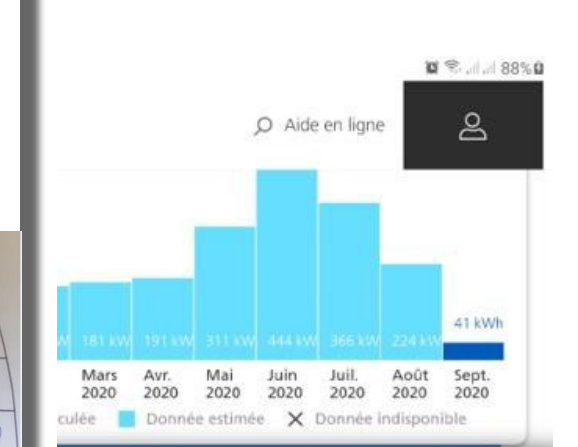 88%
Aide en ligne
41 kWh
181 kW 191 kW 311 kW 444 kW 366 kW 224 kW
Mars Avr. Mai Juin Juil. Août Sept.
2020 2020 2020 2020 2020 2020 2020
culée Donnée estimée Donnée indisponible